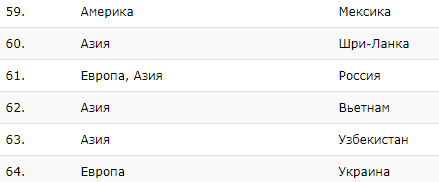 59. Америка Мексика
60. Азия Шри-Ланка
61. Европа, Азия Россия
62. Азия Вьетнам
63. Азия Узбекистан
64. Европа Украина